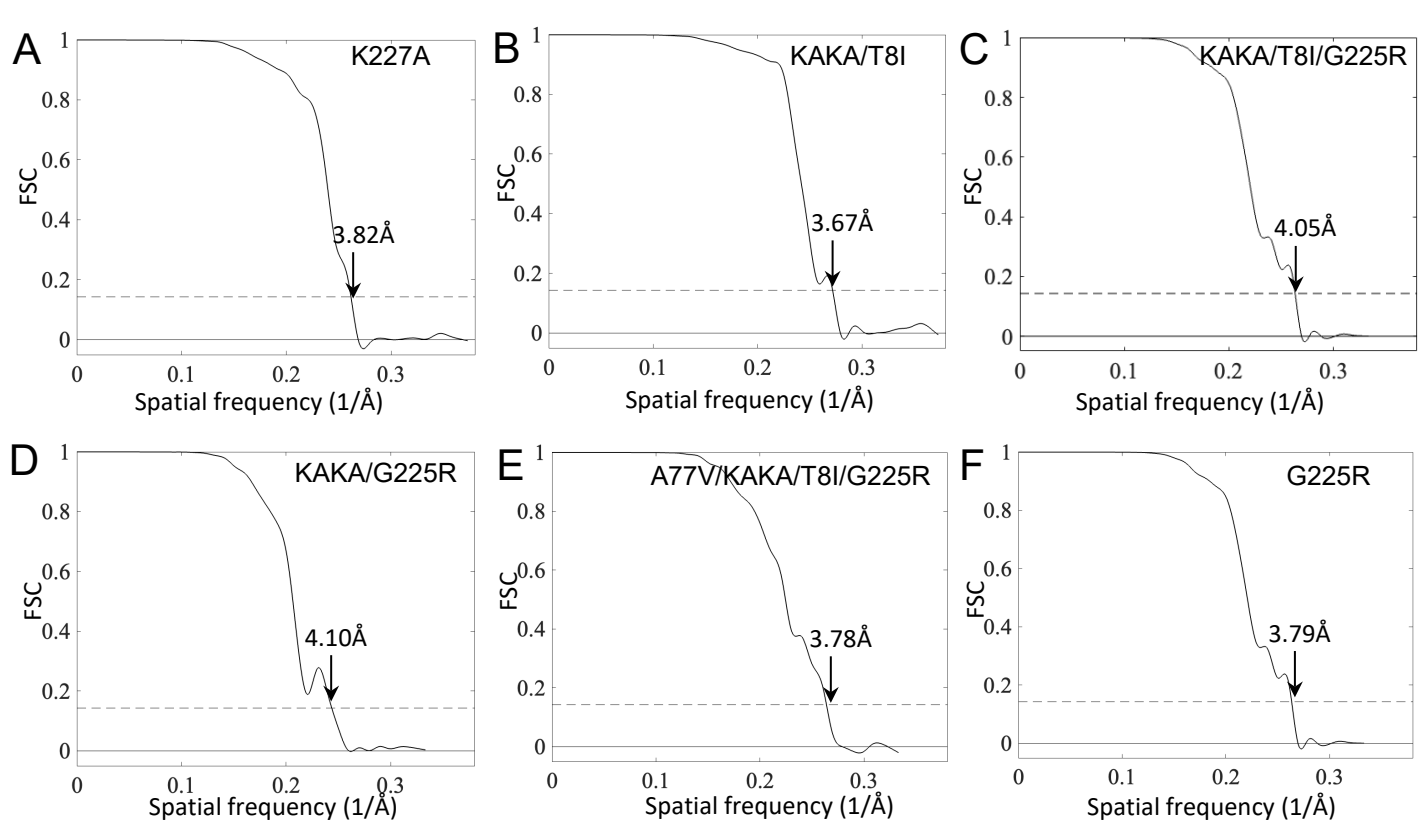 A
K227A
1
0.8
0.6
0.4
0.2
0
FSC
3.82Å
0
0.1
0.2
0.3
Spatial frequency (1/Å)
B
KAKA/T8I
1
0.8
0.6
0.4
0.2
0
FSC
3.67Å
0
0.1
0.2
0.3
Spatial frequency (1/Å)
C
KAKA/T8I/G225R
1
0.8
0.6
0.4
0.2
0
FSC
4.05Å
0
0.1
0.2
0.3
Spatial frequency (1/Å)
D
KAKA/G225R
1
0.8
0.6
0.4
0.2
0
FSC
4.10Å
0
0.1
0.2
0.3
Spatial frequency (1/Å)
E
A77V/KAKA/T8I/G225R
1
0.8
0.6
0.4
0.2
0
FSC
3.78Å
0
0.1
0.2
0.3
Spatial frequency (1/Å)
F
G225R
1
0.8
0.6
0.4
0.2
0
FSC
3.79Å
0
0.1
0.2
0.3
Spatial frequency (1/Å)